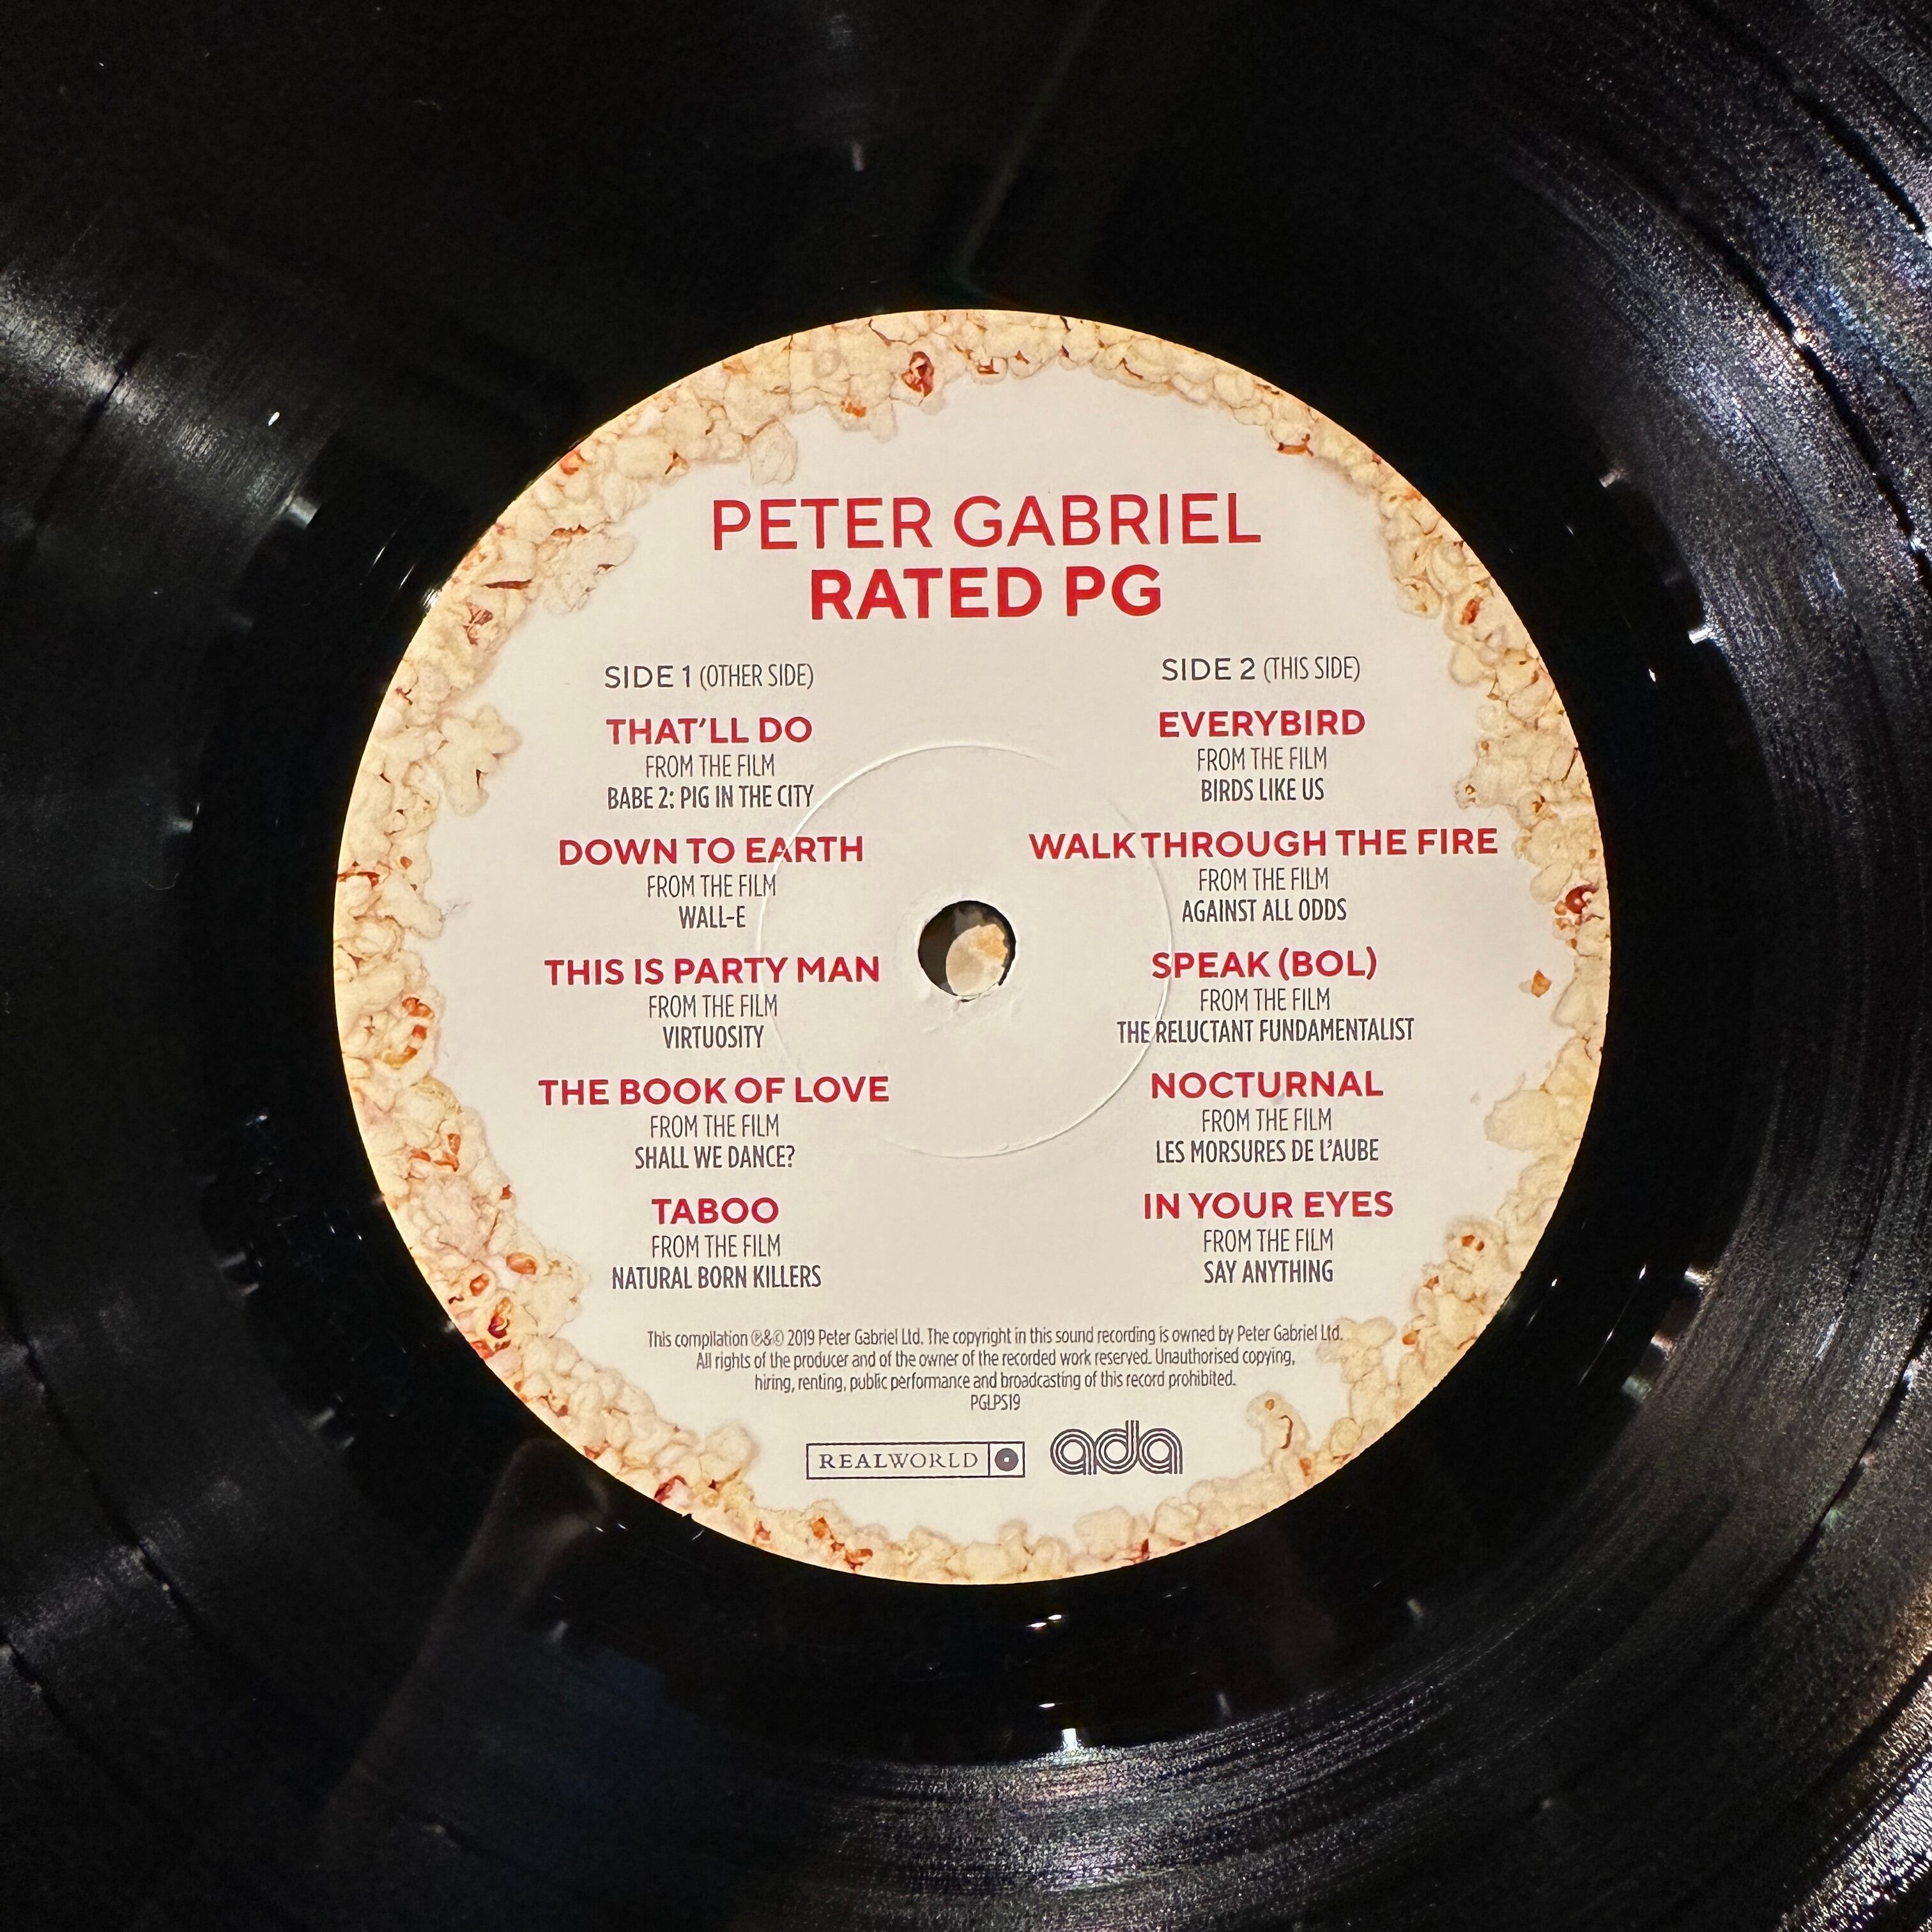 PETER GABRIEL
RATED PG
SIDE 1 (OTHER SIDE)
THAT'LL DO
FROM THE FILM
BABE 2: PIG IN THE CITY
DOWN TO EARTH
FROM THE FILM
WALL-E
THIS IS PARTY MAN
FROM THE FILM
VIRTUOSITY
THE BOOK OF LOVE
FROM THE FILM
SHALL WE DANCE?
TABOO
FROM THE FILM
NATURAL BORN KILLERS
SIDE 2 (THIS SIDE)
EVERYBIRD
FROM THE FILM
BIRDS LIKE US
WALK THROUGH THE FIRE
FROM THE FILM
AGAINST ALL ODDS
SPEAK (BOL)
FROM THE FILM
THE RELUCTANT FUNDAMENTALIST
NOCTURNAL
FROM THE FILM
LES MORSURES DE L'AUBE
IN YOUR EYES
FROM THE FILM
SAY ANYTHING
This compilation ℗&© 2019 Peter Gabriel Ltd. The copyright in this sound recording is owned by Peter Gabriel Ltd.
All rights of the producer and of the owner of the recorded work reserved. Unauthorised copying,
hiring, renting, public performance and broadcasting of this record prohibited.
PGLPS19
REALWORLD
ada